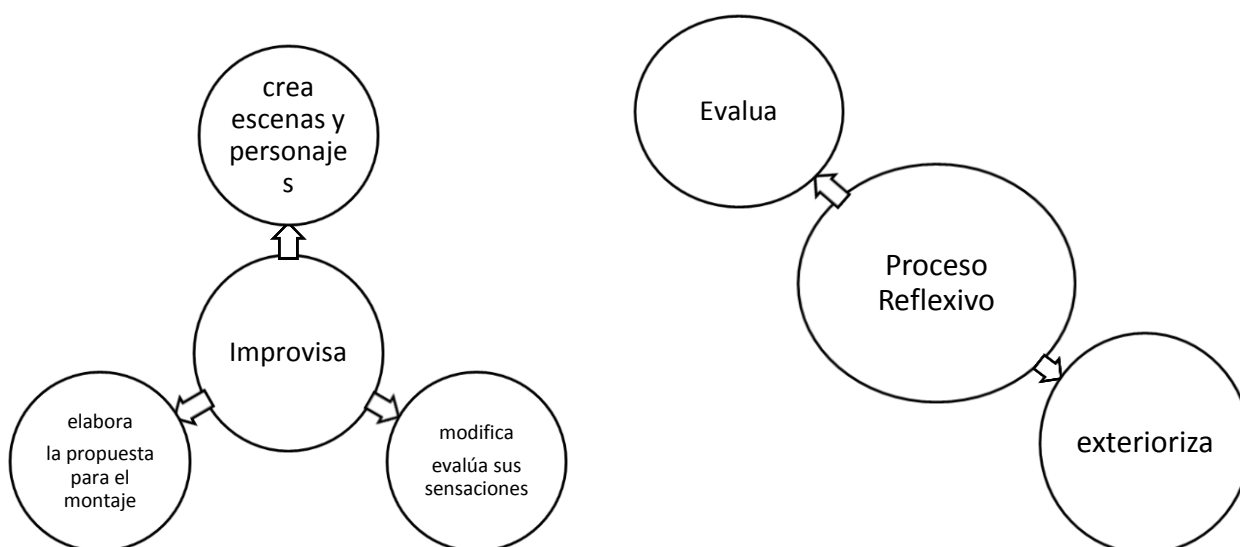 crea
escenas y
personaje
s
Improvisa
elabora
la propuesta
para el
montaje
modifica
evalúa sus
sensaciones
Evalua
Proceso
Reflexivo
exterioriza